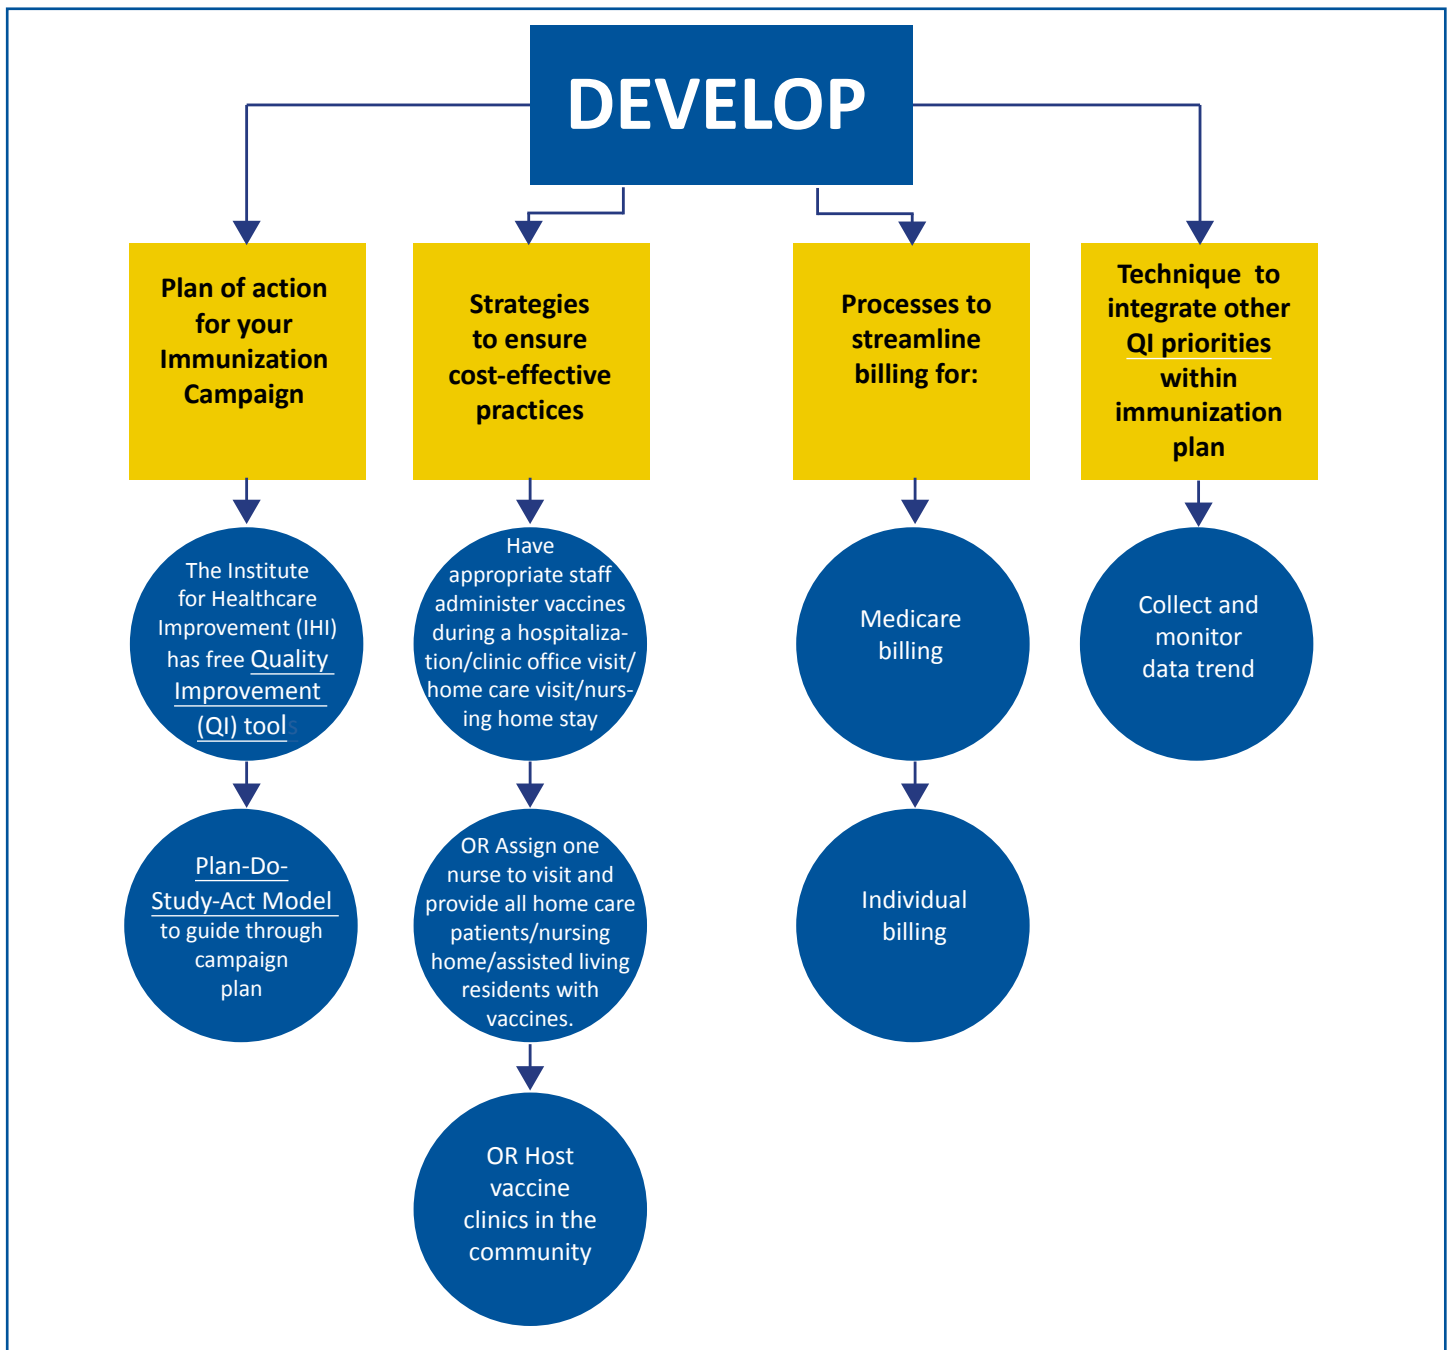 DEVELOP
Plan of action
for your
Immunization
Campaign
Strategies
to ensure
cost-effective
practices
Processes to
streamline
billing for:
Technique to
integrate other
QI priorities
within
immunization
plan
The Institute
for Healthcare
Improvement (IHI)
has free Quality
Improvement
(QI) tools
Have
appropriate staff
administer vaccines
during a hospitaliza-
tion/clinic office visit/
home care visit/nurs-
ing home stay
Medicare
billing
Collect and
monitor
data trend
Plan-Do-
Study-Act Model
to guide through
campaign
plan
OR Assign one
nurse to visit and
provide all home care
patients/nursing
home/assisted living
residents with
vaccines.
Individual
billing
OR Host
vaccine
clinics in the
community